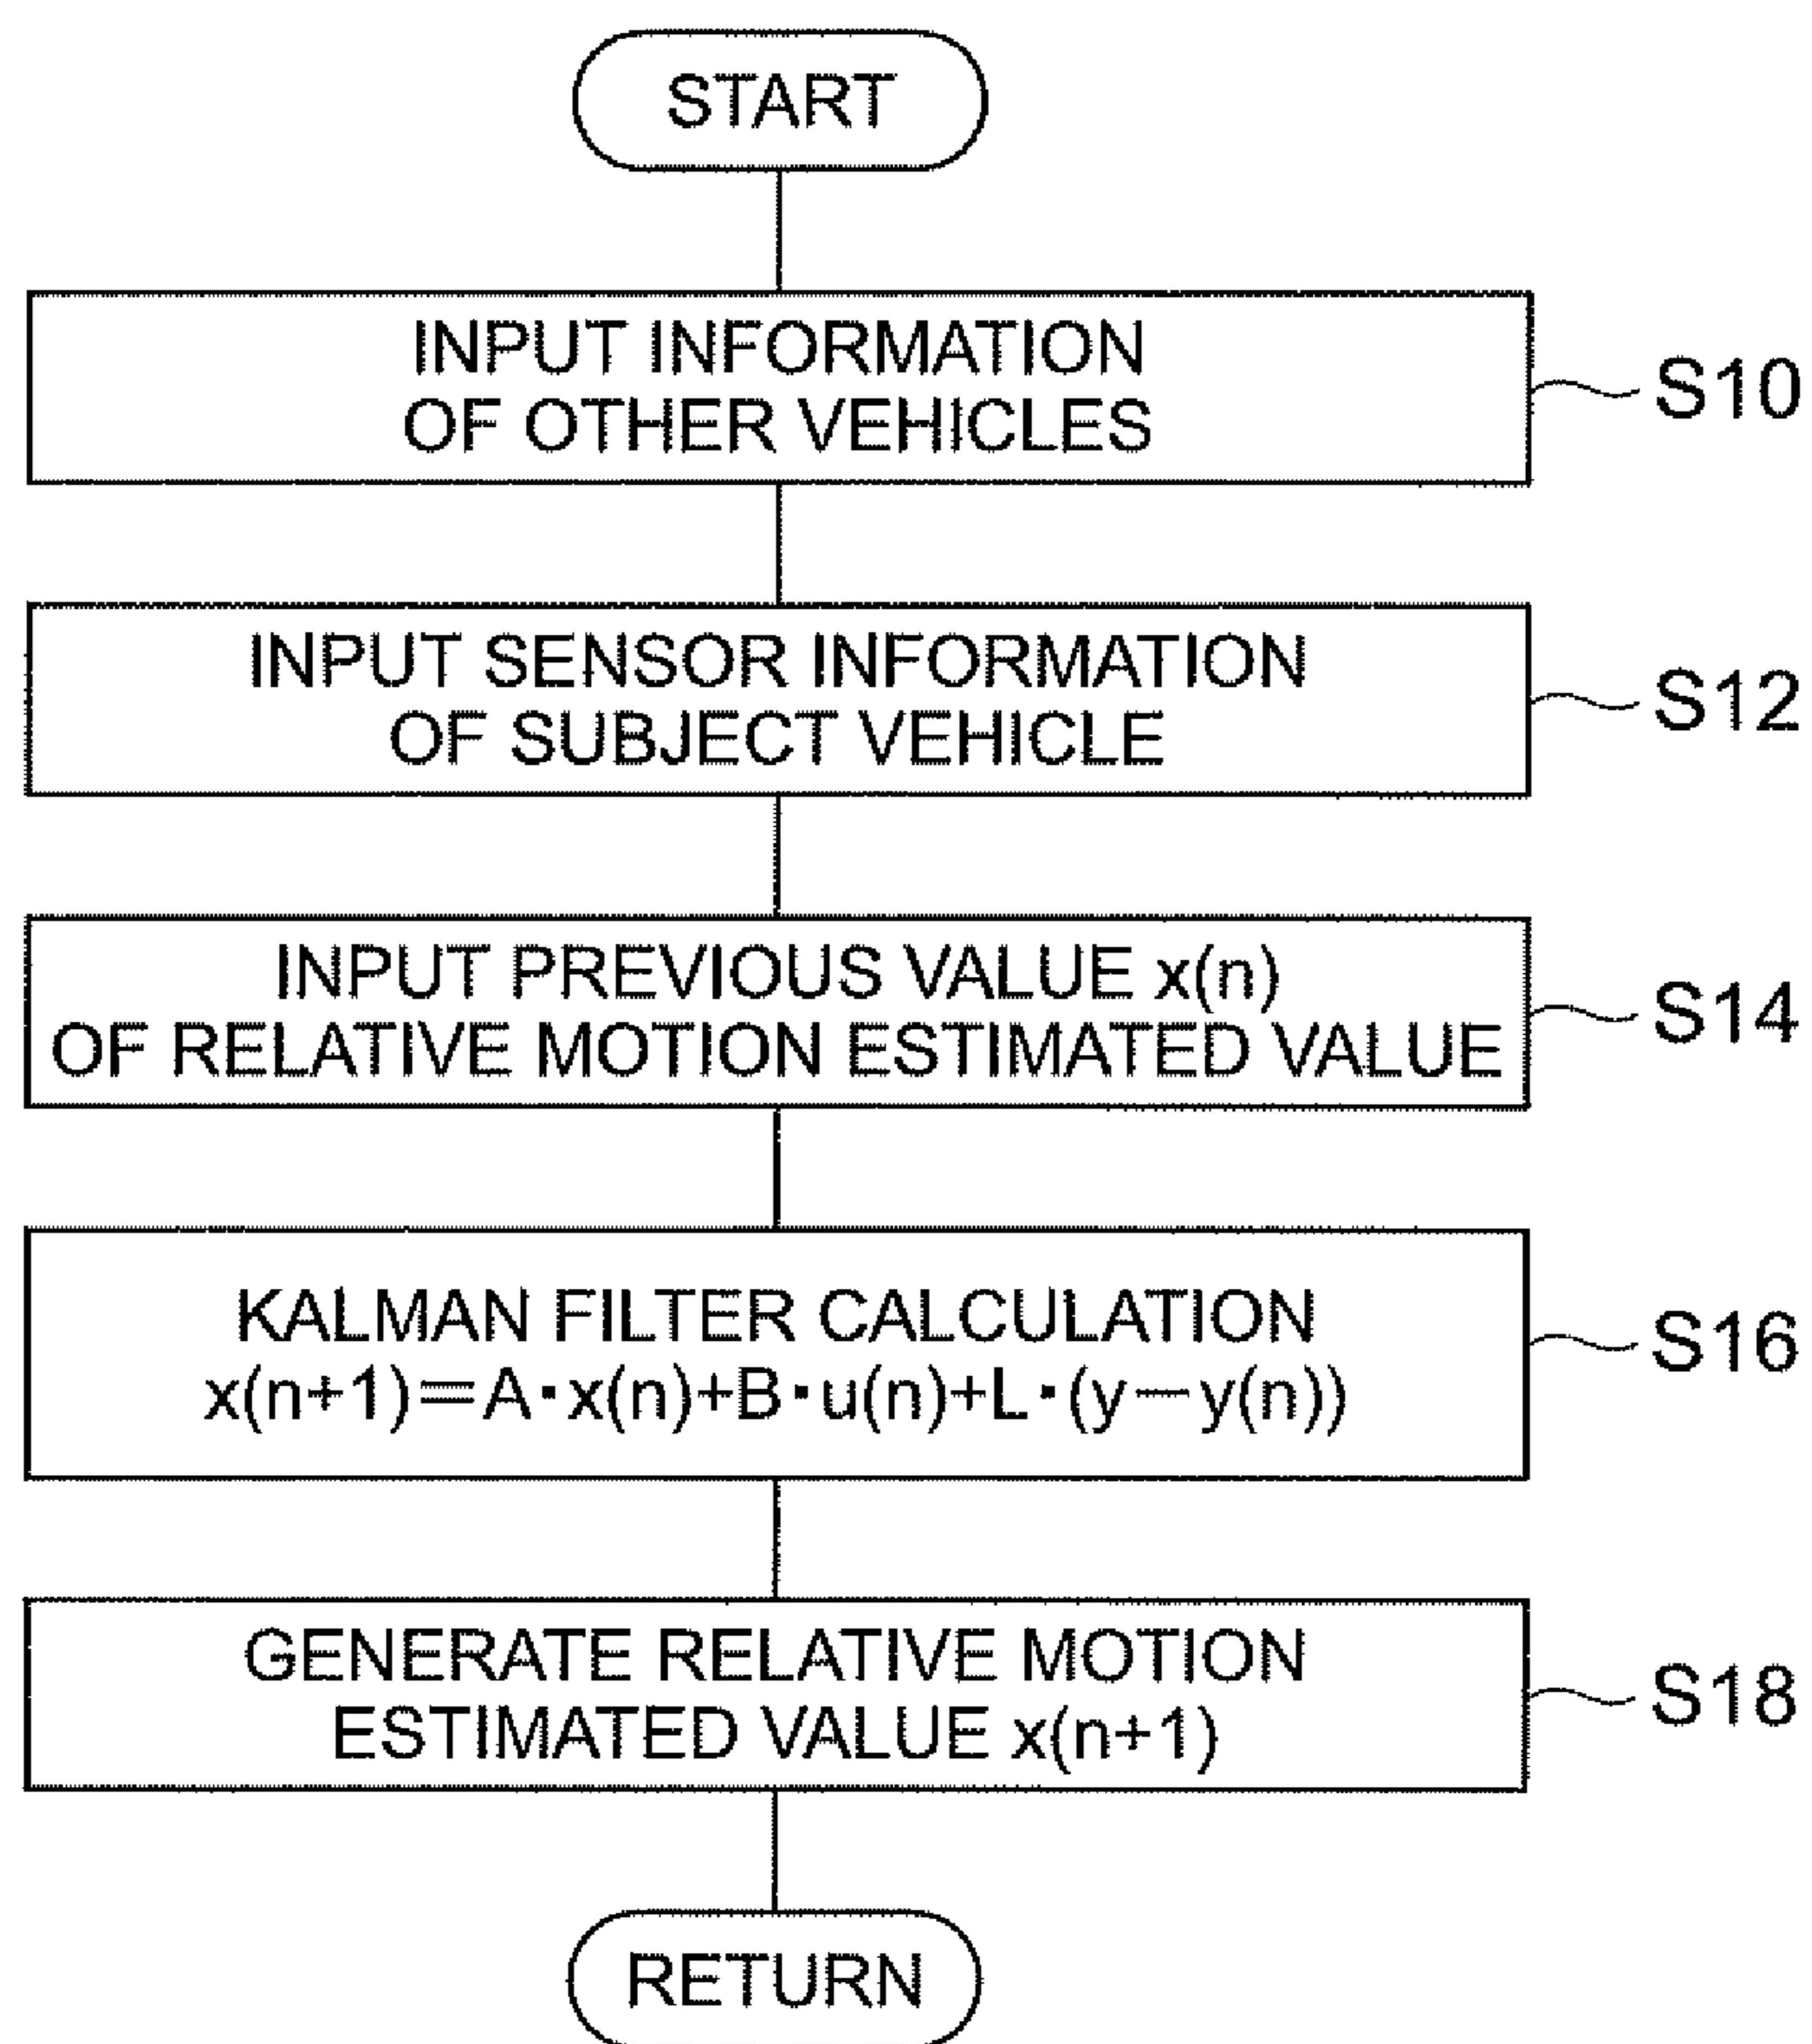 START
INPUT INFORMATION
OF OTHER VEHICLES
S10
INPUT SENSOR INFORMATION
OF SUBJECT VEHICLE
S12
INPUT PREVIOUS VALUE x(n)
OF RELATIVE MOTION ESTIMATED VALUE
S14
KALMAN FILTER CALCULATION
x(n+1)=A·x(n)+B·u(n)+L·(y-y(n))
S16
GENERATE RELATIVE MOTION
ESTIMATED VALUE x(n+1)
S18
RETURN